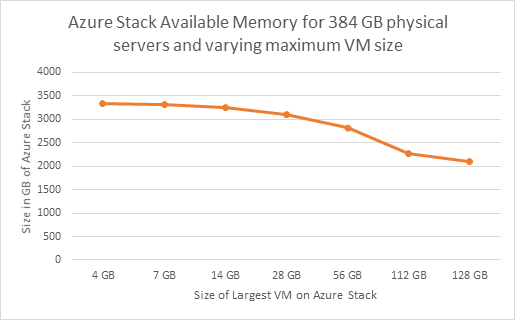 Azure Stack Available Memory for 384 GB physical
servers and varying maximum VM size
Size in GB of Azure Stack
4000
3500
3000
2500
2000
1500
1000
500
0
4 GB 7 GB 14 GB 28 GB 56 GB 112 GB 128 GB
Size of Largest VM on Azure Stack